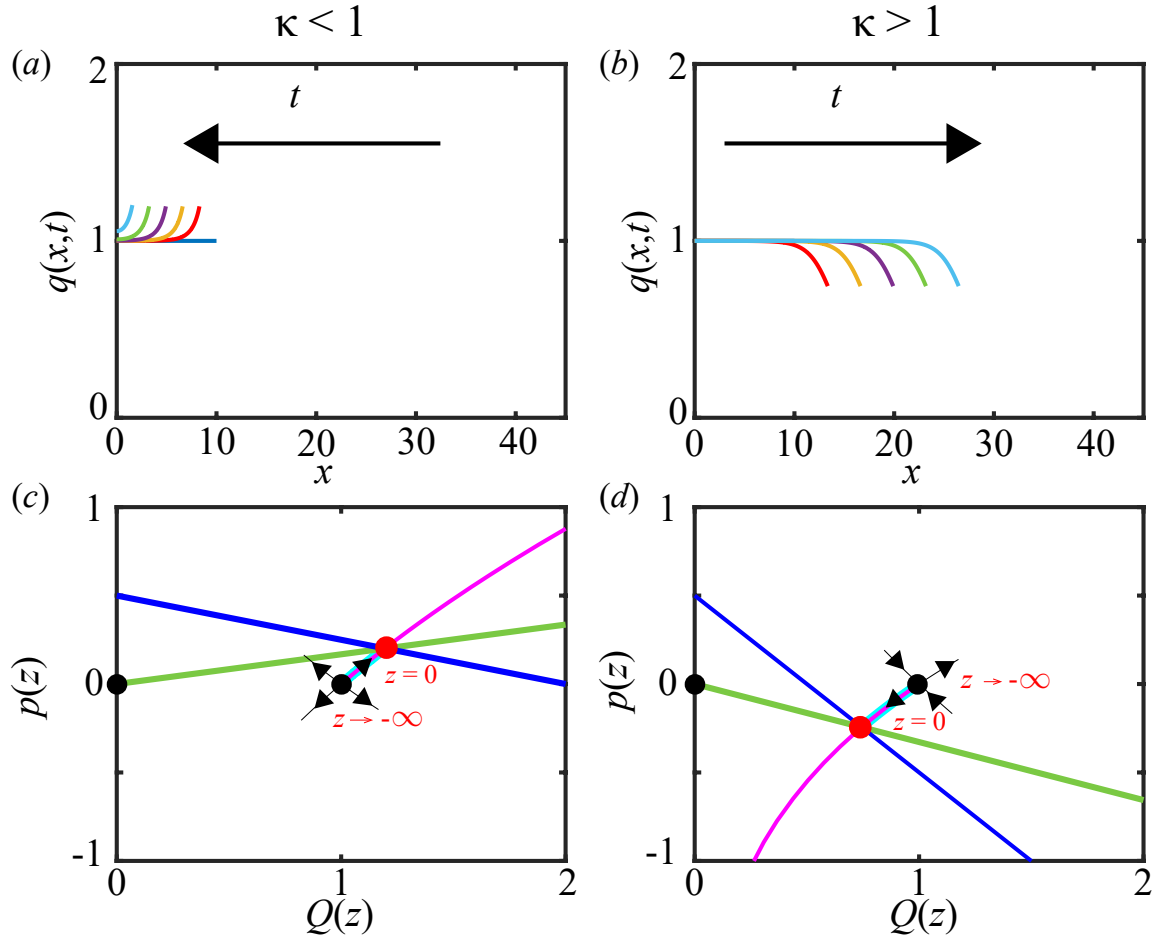 κ < 1
κ > 1
(a)
(b)
t
t
2
1
0
q(x,t)
0 10 20 30 40
x
2
1
0
q(x,t)
0 10 20 30 40
x
(c)
(d)
1
0
-1
p(z)
z = 0
z → -∞
0 1 2
Q(z)
1
0
-1
p(z)
z → -∞
z = 0
0 1 2
Q(z)